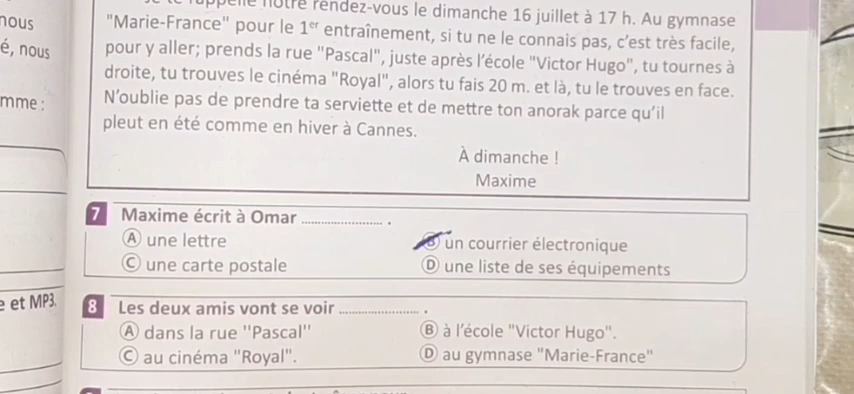 nous
é, nous
mme :
e et MP3.
notre rendez-vous le dimanche 16 juillet à 17 h. Au gymnase
"Marie-France" pour le 1er entraînement, si tu ne le connais pas, c'est très facile,
pour y aller; prends la rue "Pascal", juste après l'école "Victor Hugo", tu tournes à
droite, tu trouves le cinéma "Royal", alors tu fais 20 m. et là, tu le trouves en face.
N'oublie pas de prendre ta serviette et de mettre ton anorak parce qu'il
pleut en été comme en hiver à Cannes.
À dimanche !
Maxime
7 Maxime écrit à Omar ...................... .
A une lettre
B un courrier électronique
C une carte postale
D une liste de ses équipements
8 Les deux amis vont se voir ...................... .
A dans la rue "Pascal"
B à l'école "Victor Hugo".
C au cinéma "Royal".
D au gymnase "Marie-France"